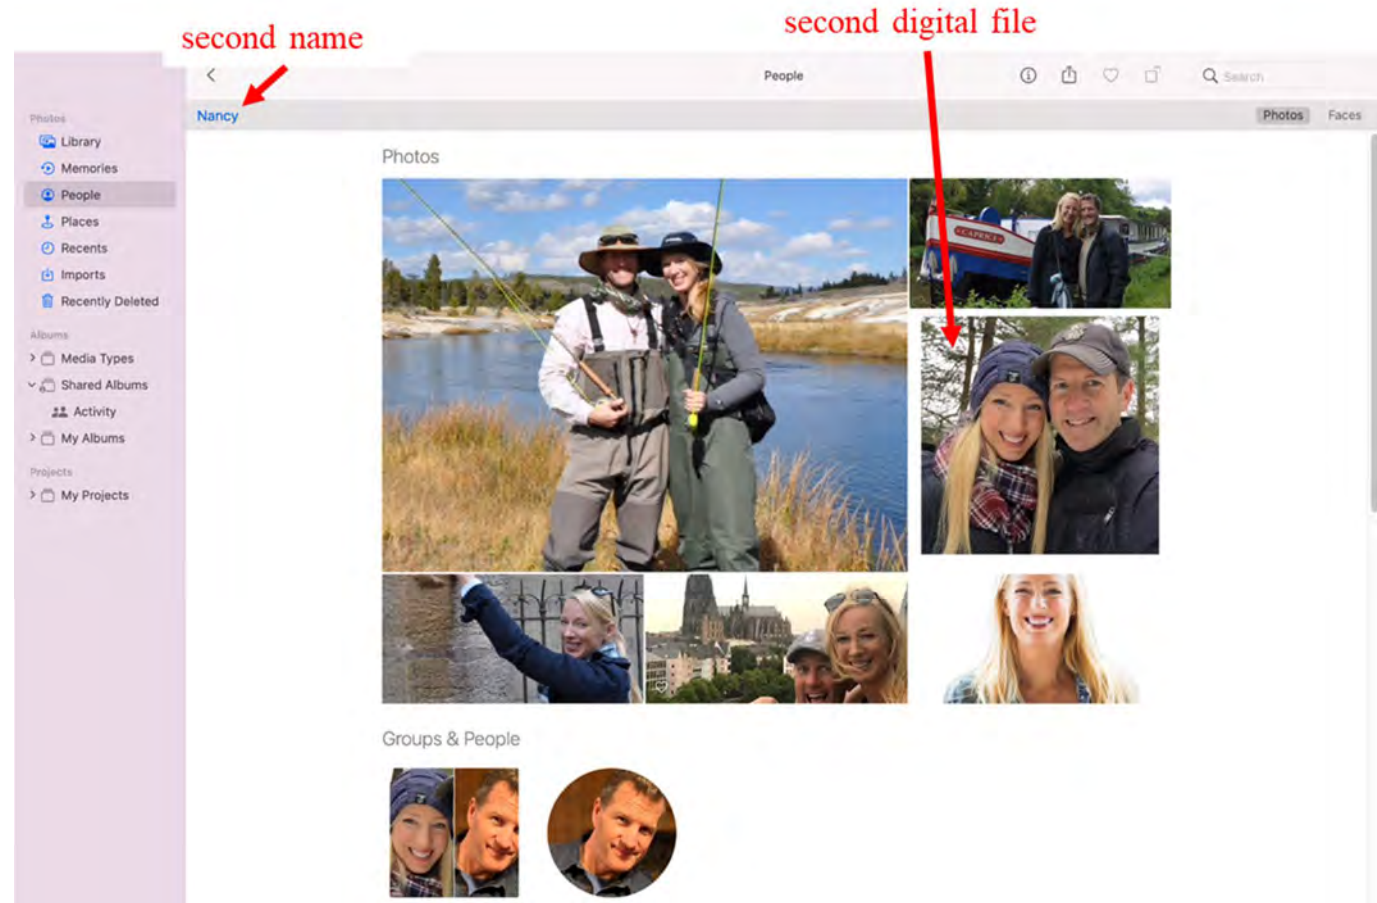 second name
second digital file
People
Search
Nancy
Photos
Faces
Photos
Library
Memories
People
Places
Recents
Imports
Recently Deleted
Albums
Media Types
Shared Albums
Activity
My Albums
Projects
My Projects
Photos
CAPRICE
Groups & People